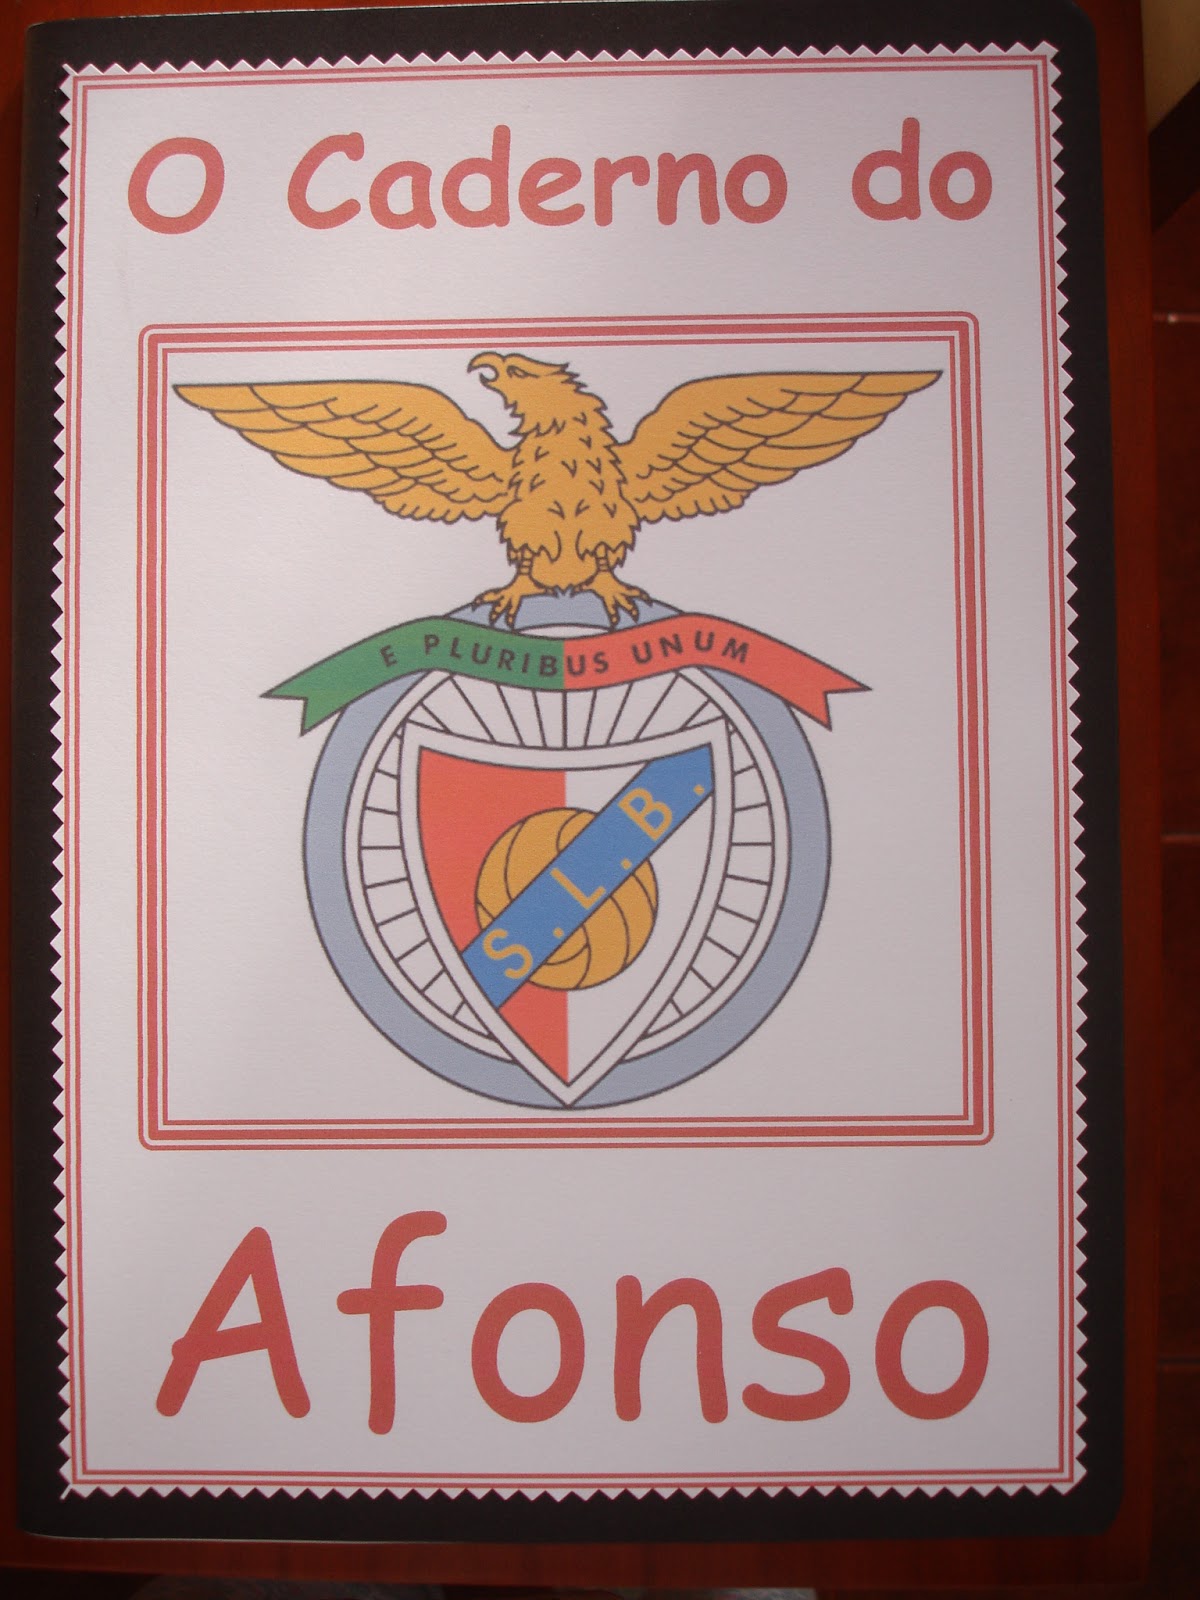 O Caderno do
E PLURIBUS UNUM
S.L.B.
Afonso